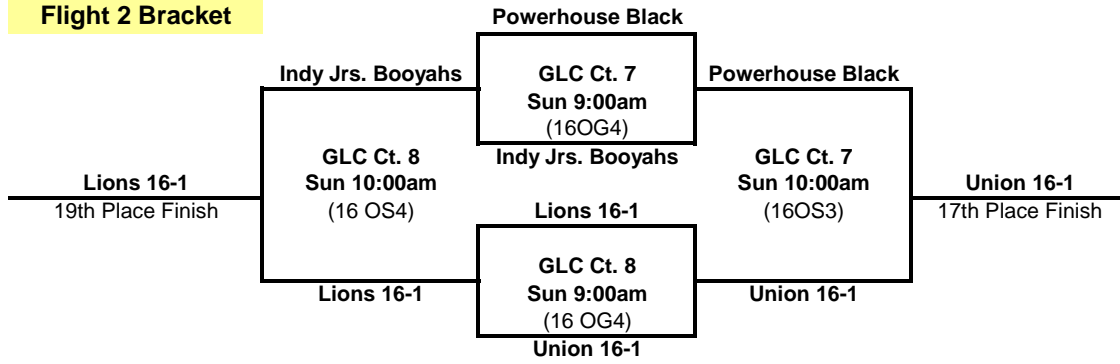 Flight 2 Bracket
Powerhouse Black
Indy Jrs. Booyahs
GLC Ct. 7
Sun 9:00am
(16OG4)
Powerhouse Black
Indy Jrs. Booyahs
GLC Ct. 8
Sun 10:00am
(16 OS4)
GLC Ct. 7
Sun 10:00am
(16OS3)
Lions 16-1
19th Place Finish
Union 16-1
17th Place Finish
Lions 16-1
GLC Ct. 8
Sun 9:00am
(16 OG4)
Lions 16-1
Union 16-1
Union 16-1